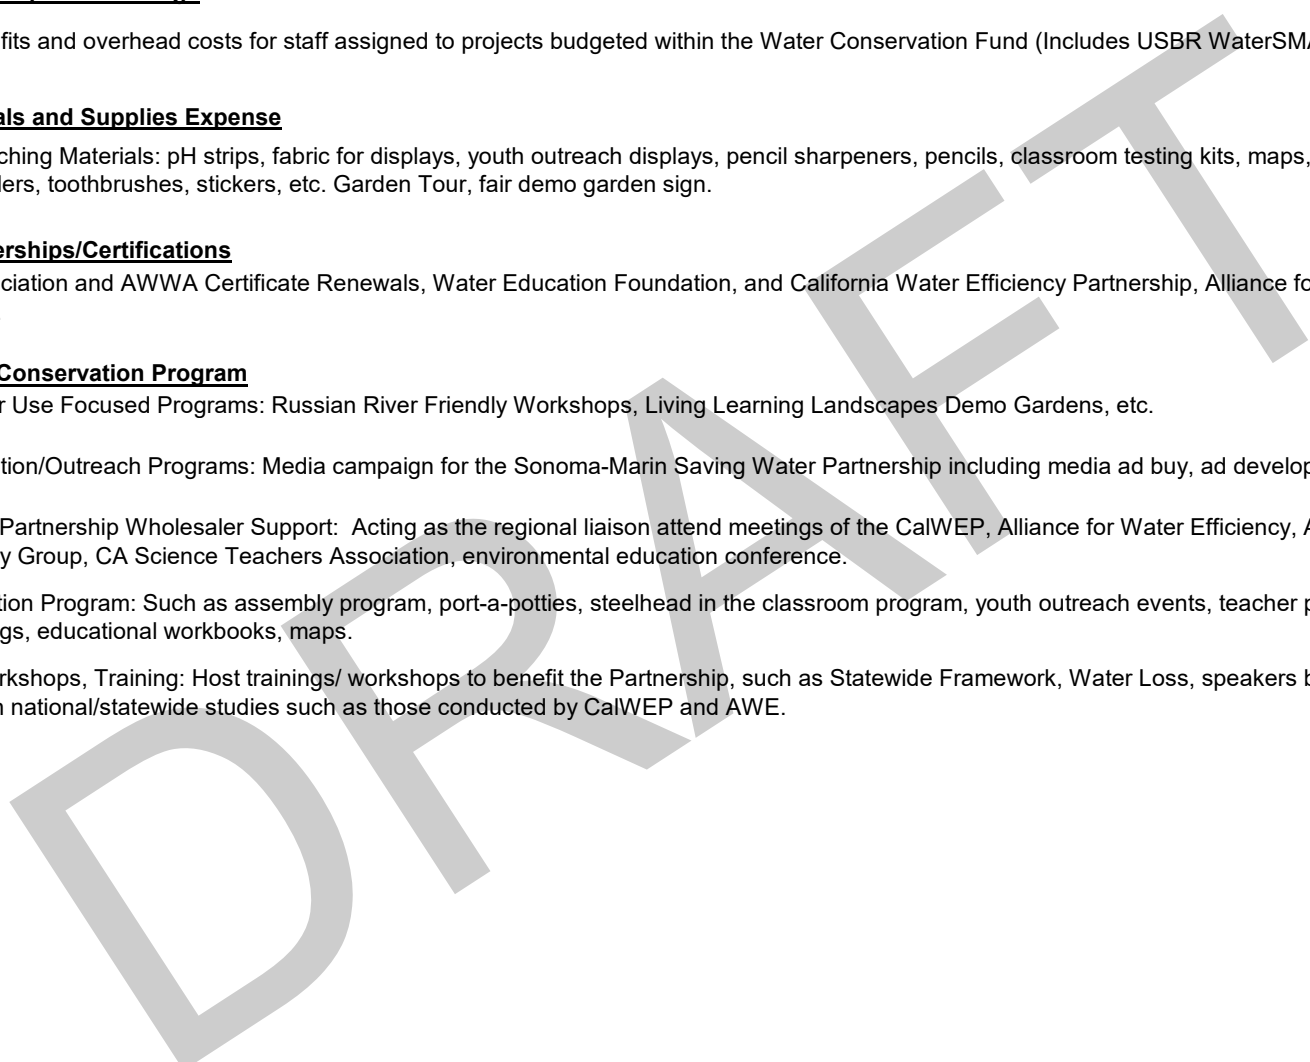 fits and overhead costs for staff assigned to projects budgeted within the Water Conservation Fund (Includes USBR WaterSMA
als and Supplies Expense
ching Materials: pH strips, fabric for displays, youth outreach displays, pencil sharpeners, pencils, classroom testing kits, maps,
lers, toothbrushes, stickers, etc. Garden Tour, fair demo garden sign.
erships/Certifications
ciation and AWWA Certificate Renewals, Water Education Foundation, and California Water Efficiency Partnership, Alliance fo
Conservation Program
r Use Focused Programs: Russian River Friendly Workshops, Living Learning Landscapes Demo Gardens, etc.
tion/Outreach Programs: Media campaign for the Sonoma-Marin Saving Water Partnership including media ad buy, ad develop
Partnership Wholesaler Support:  Acting as the regional liaison attend meetings of the CalWEP, Alliance for Water Efficiency, A
y Group, CA Science Teachers Association, environmental education conference.
tion Program: Such as assembly program, port-a-potties, steelhead in the classroom program, youth outreach events, teacher p
gs, educational workbooks, maps.
rkshops, Training: Host trainings/ workshops to benefit the Partnership, such as Statewide Framework, Water Loss, speakers b
n national/statewide studies such as those conducted by CalWEP and AWE.
DRAFT